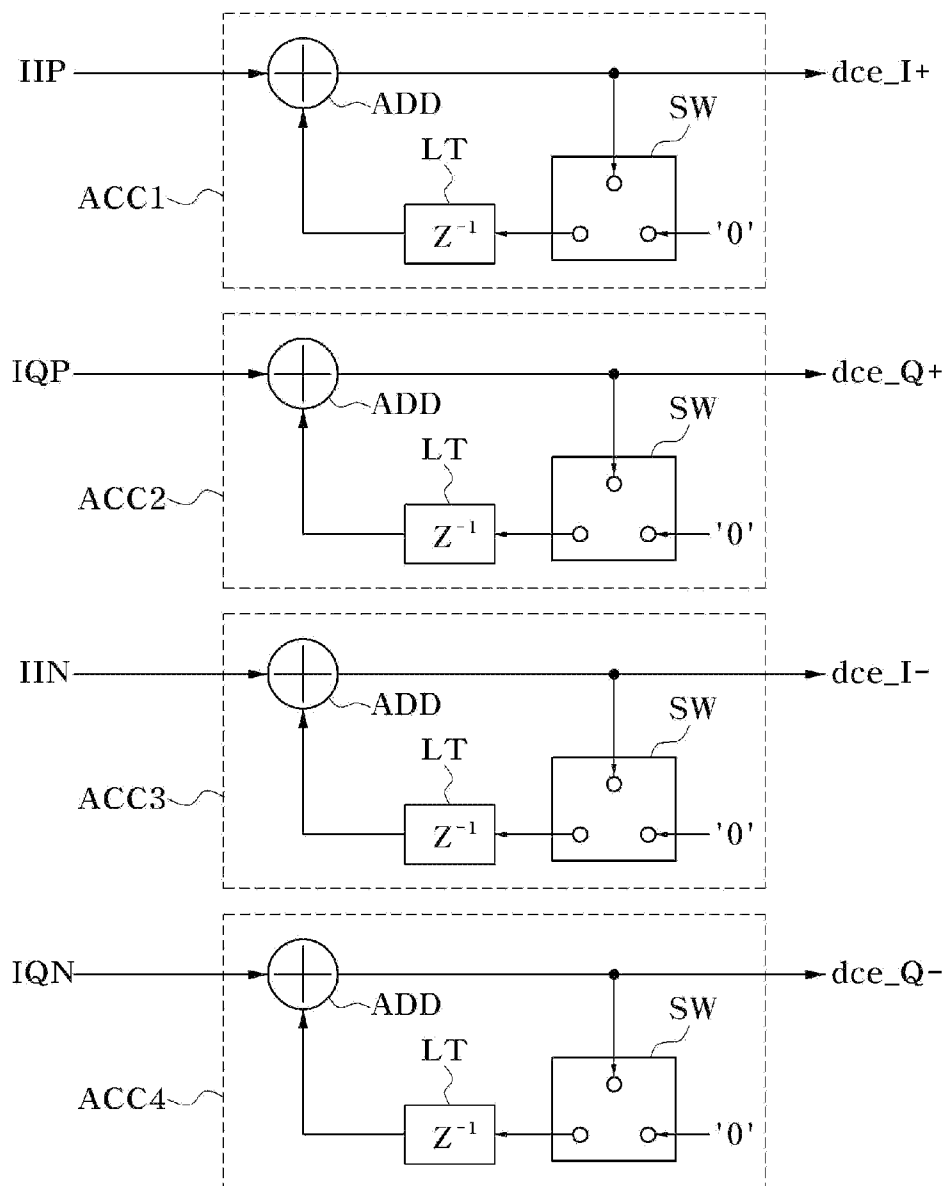 IIP
dce_I+
ADD
SW
LT
ACC1
Z⁻¹
'0'
IQP
dce_Q+
ADD
SW
LT
ACC2
Z⁻¹
'0'
IIN
dce_I-
ADD
SW
LT
ACC3
Z⁻¹
'0'
IQN
dce_Q-
ADD
SW
LT
ACC4
Z⁻¹
'0'